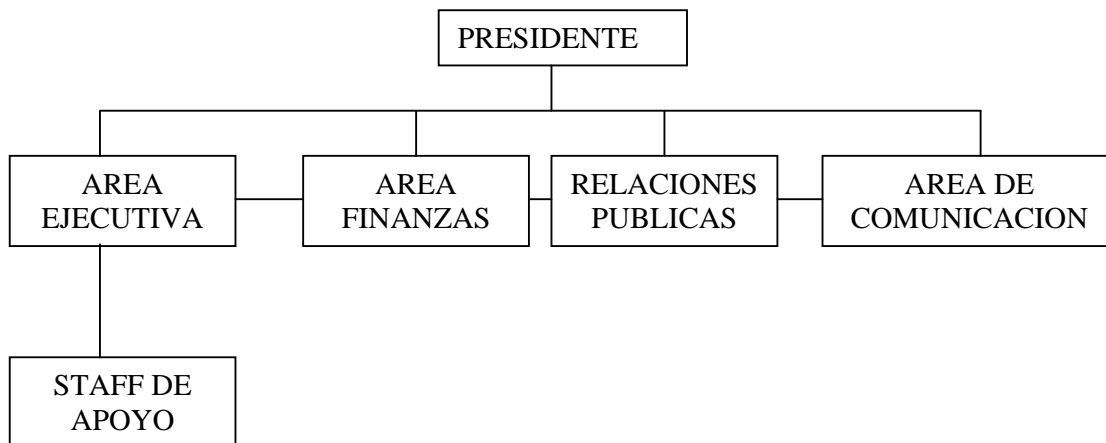 PRESIDENTE
AREA
EJECUTIVA
AREA
FINANZAS
RELACIONES
PUBLICAS
AREA DE
COMUNICACION
STAFF DE
APOYO